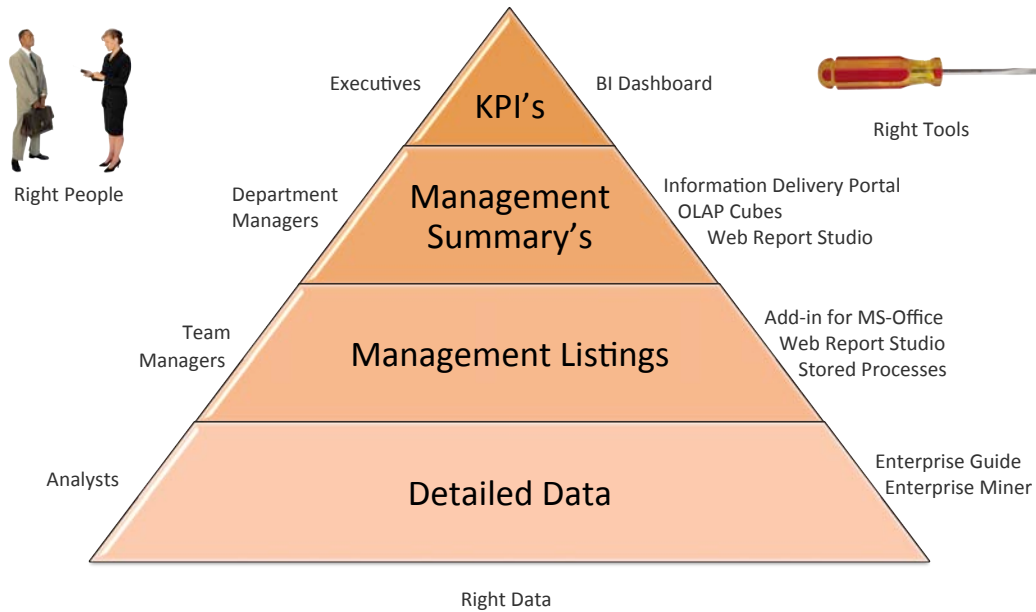 Executives
KPI's
BI Dashboard
Right Tools
Right People
Department
Managers
Management
Summary's
Information Delivery Portal
OLAP Cubes
Web Report Studio
Team
Managers
Management Listings
Add-in for MS-Office
Web Report Studio
Stored Processes
Analysts
Detailed Data
Enterprise Guide
Enterprise Miner
Right Data